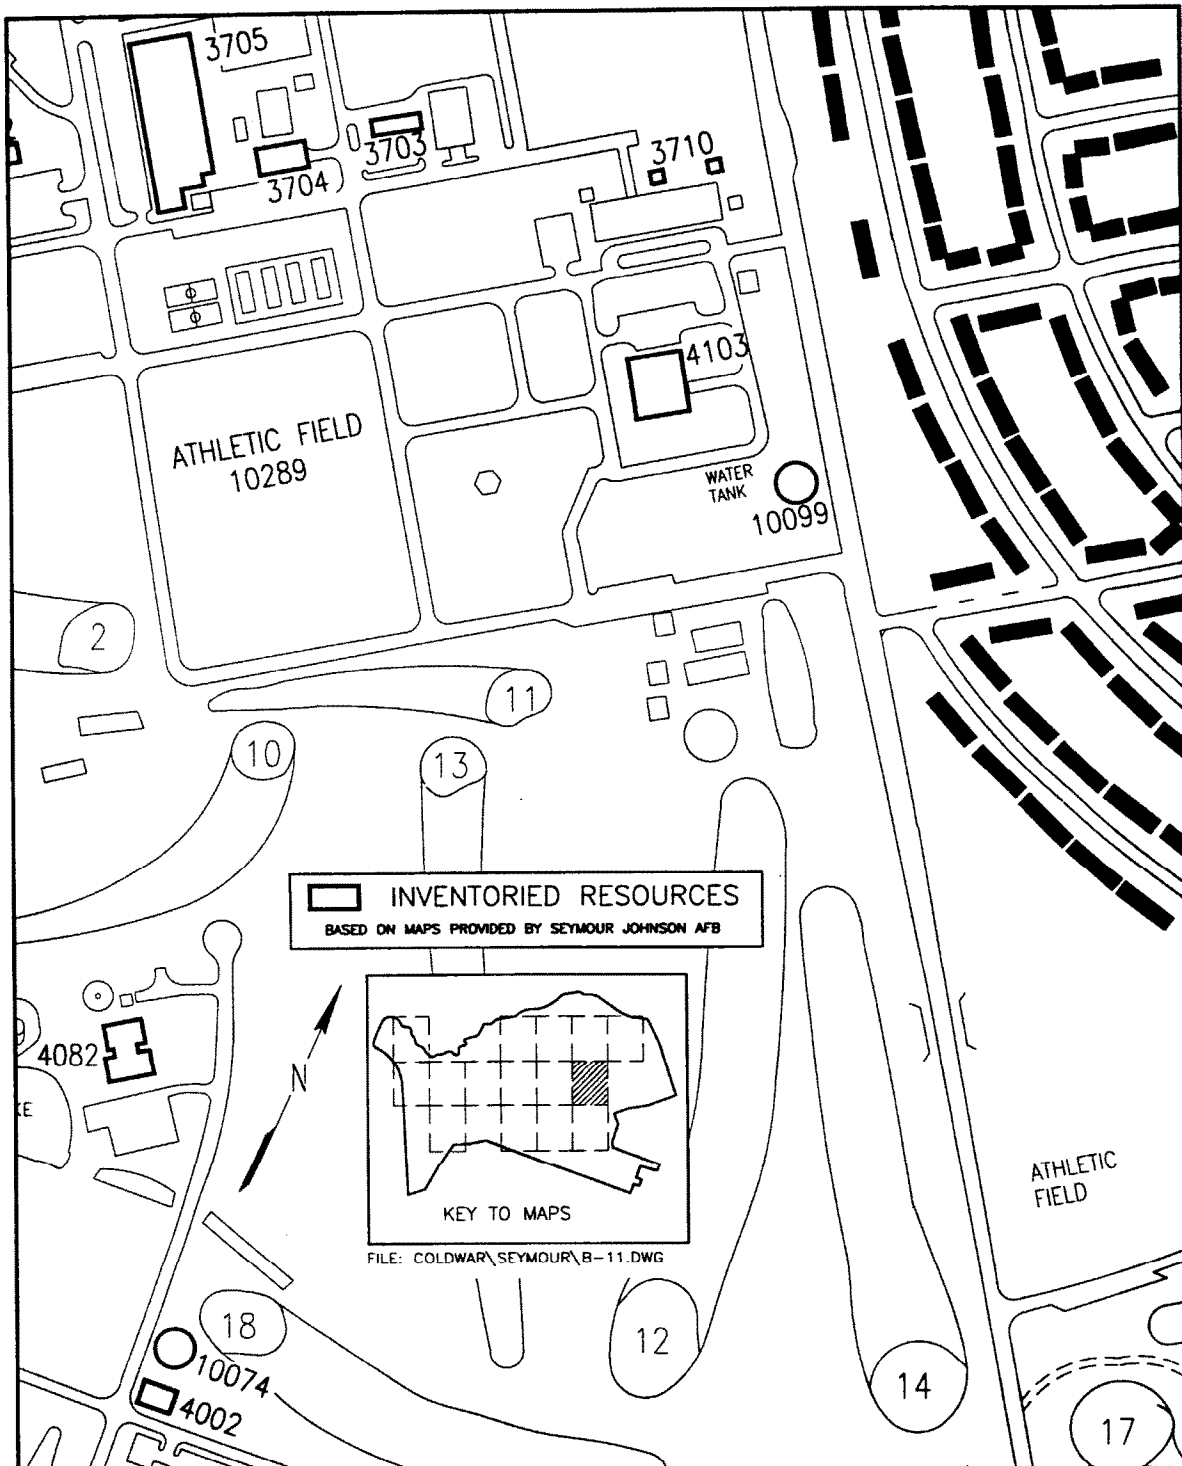 3705
3703
3704
3710
4103
ATHLETIC FIELD
10289
WATER
TANK
10099
2
11
10
13
INVENTORIED RESOURCES
BASED ON MAPS PROVIDED BY SEYMOUR JOHNSON AFB
4082
N
KE
KEY TO MAPS
FILE: COLDWAR\SEYMOUR\B-11.DWG
ATHLETIC
FIELD
18
12
10074
14
4002
17